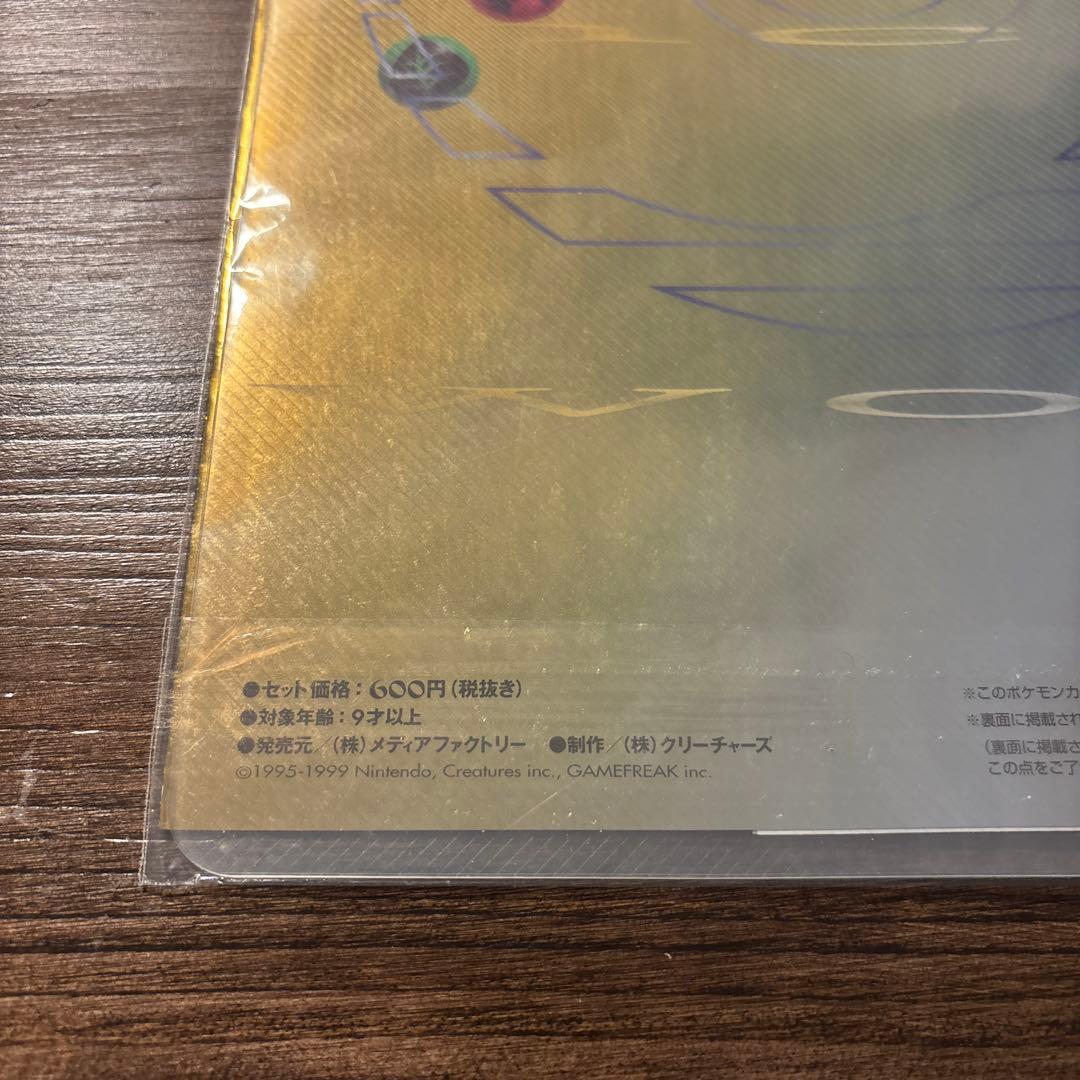 VO
●セット価格：600円（税抜き）
●対象年齢：9才以上
●発売元／（株）メディアファクトリー　●制作／（株）クリーチャーズ
©1995-1999 Nintendo, Creatures inc., GAMEFREAK inc.
※このポケモンカ
※裏面に掲載され
（裏面に掲載さ
この点をご了